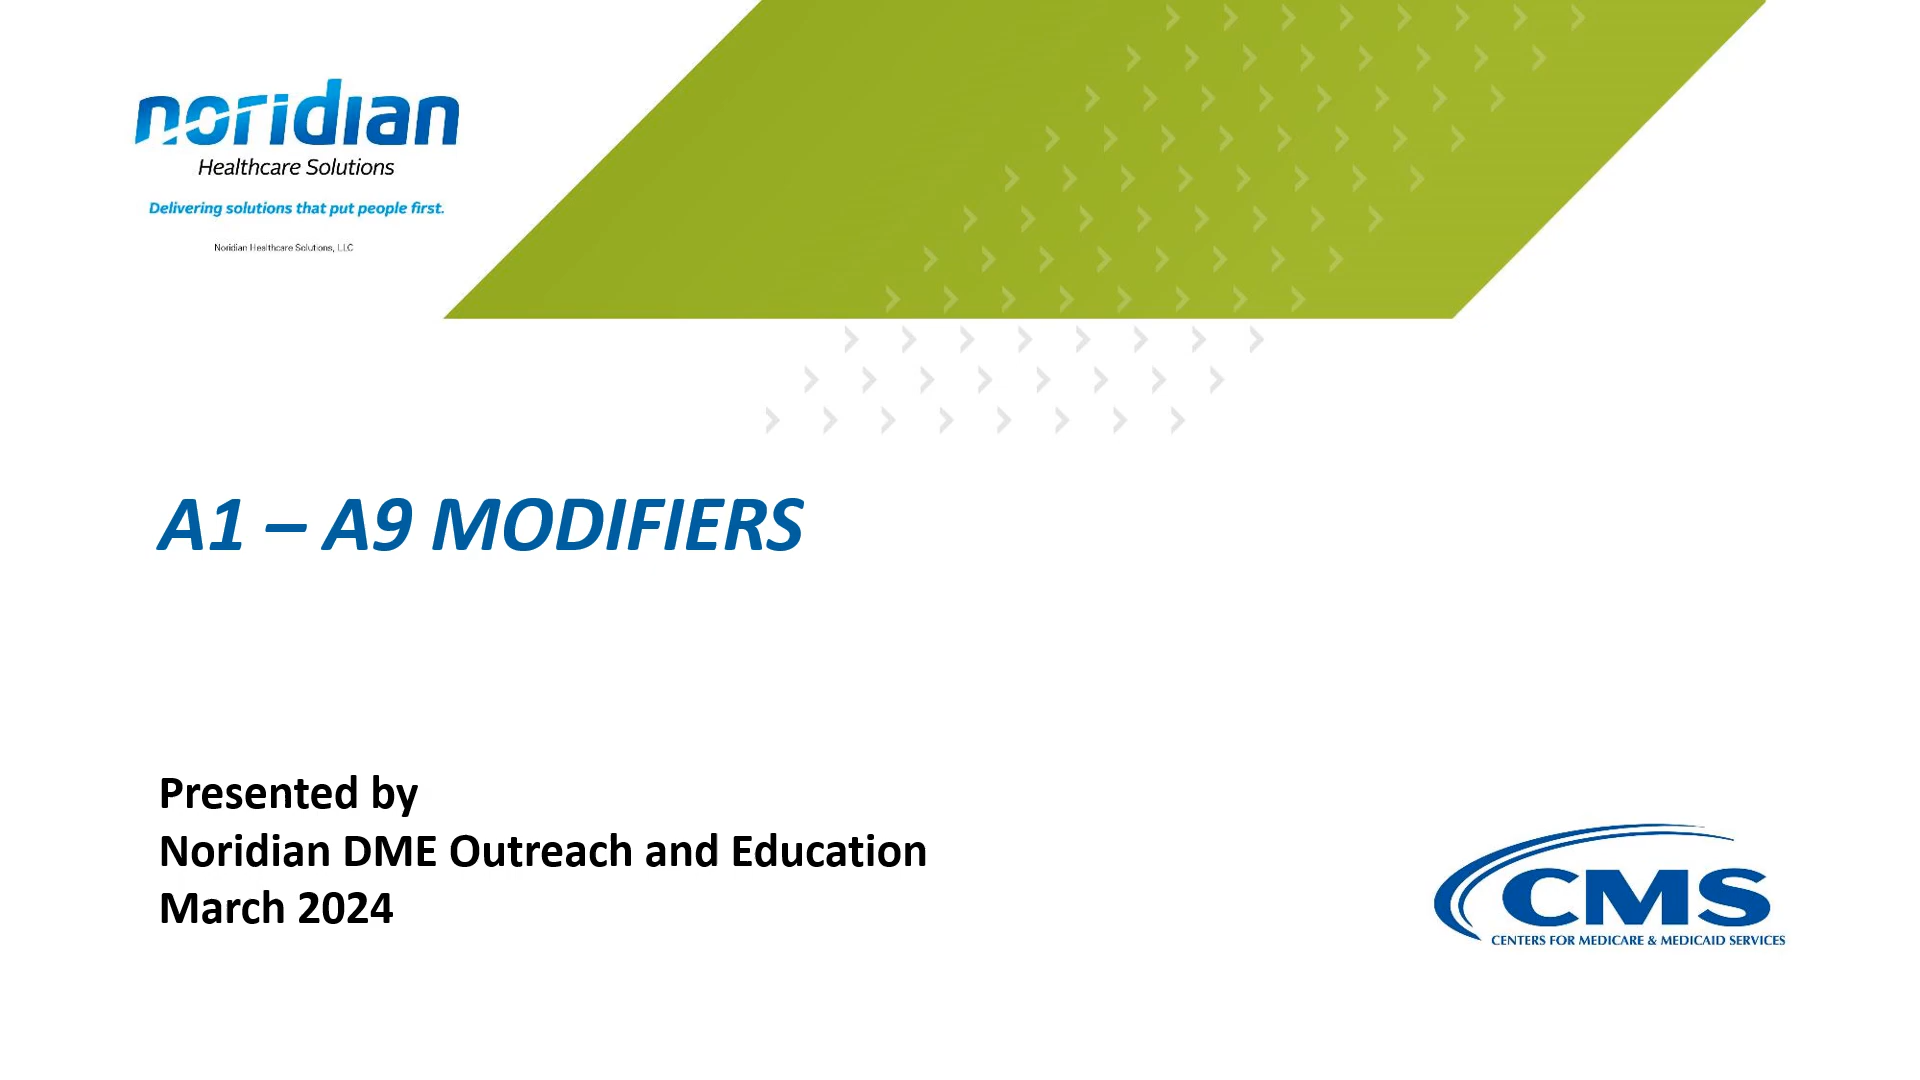 noridian
Healthcare Solutions
Delivering solutions that put people first.
Noridian Healthcare Solutions, LLC
A1 – A9 MODIFIERS
Presented by
Noridian DME Outreach and Education
March 2024
CMS
CENTERS FOR MEDICARE & MEDICAID SERVICES